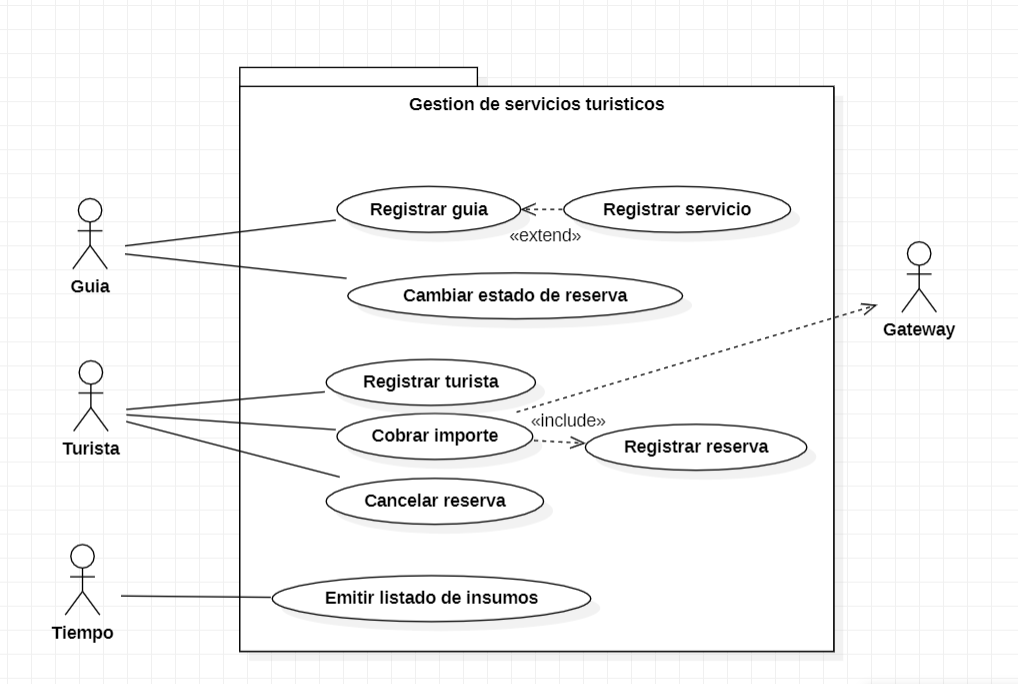 Gestion de servicios turisticos
Registrar guia
Registrar servicio
«extend»
Guia
Cambiar estado de reserva
Gateway
Registrar turista
«include»
Cobrar importe
Registrar reserva
Turista
Cancelar reserva
Emitir listado de insumos
Tiempo